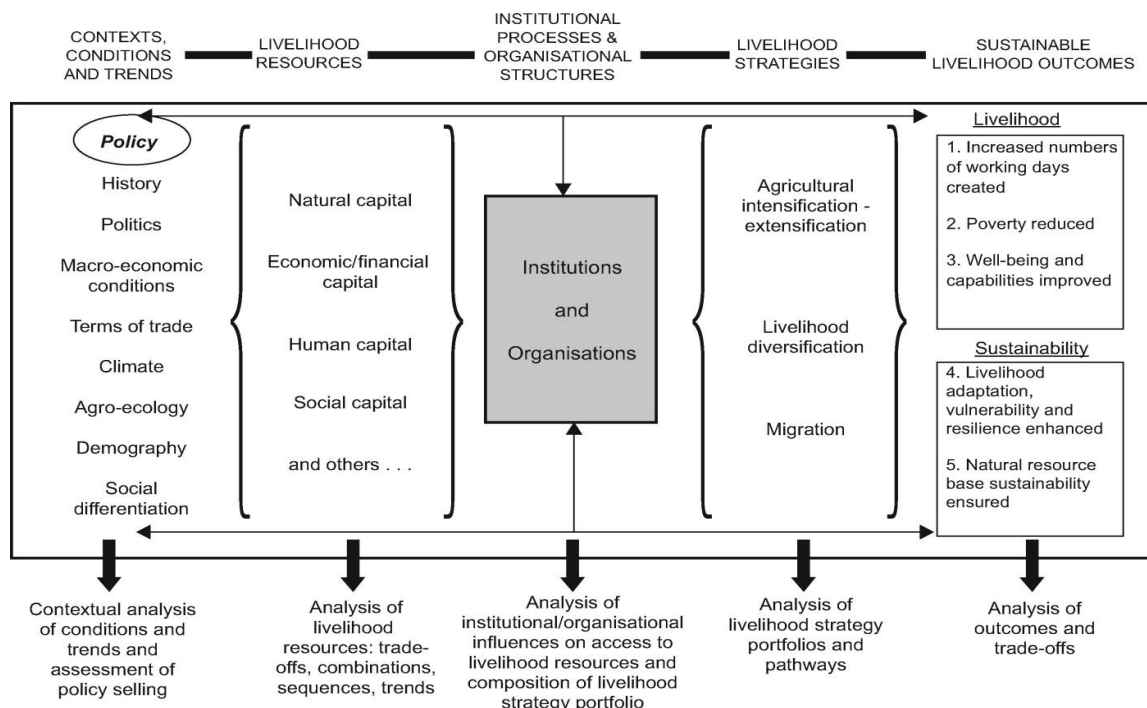 CONTEXTS,
CONDITIONS
AND TRENDS
LIVELIHOOD
RESOURCES
INSTITUTIONAL
PROCESSES &
ORGANISATIONAL
STRUCTURES
LIVELIHOOD
STRATEGIES
SUSTAINABLE
LIVELIHOOD OUTCOMES
Policy
History
Politics
Macro-economic
conditions
Terms of trade
Climate
Agro-ecology
Demography
Social
differentiation
Natural capital
Economic/financial
capital
Human capital
Social capital
and others . . .
Institutions
and
Organisations
Agricultural
intensification -
extensification
Livelihood
diversification
Migration
Livelihood
1. Increased numbers
of working days
created
2. Poverty reduced
3. Well-being and
capabilities improved
Sustainability
4. Livelihood
adaptation,
vulnerability and
resilience enhanced
5. Natural resource
base sustainability
ensured
Contextual analysis
of conditions and
trends and
assessment of
policy selling
Analysis of
livelihood
resources: trade-
offs, combinations,
sequences, trends
Analysis of
institutional/organisational
influences on access to
livelihood resources and
composition of livelihood
strategy portfolio
Analysis of
livelihood strategy
portfolios and
pathways
Analysis of
outcomes and
trade-offs